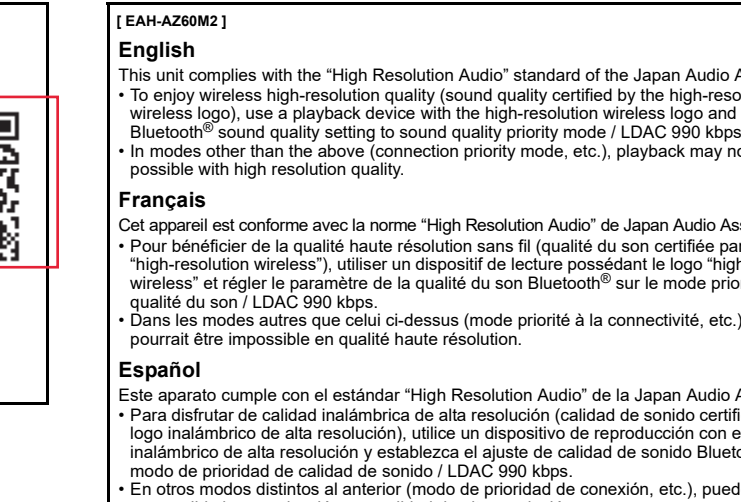 [ EAH-AZ60M2 ]
English
This unit complies with the “High Resolution Audio” standard of the Japan Audio
• To enjoy wireless high-resolution quality (sound quality certified by the
wireless logo), use a playback device with the high-resolution wireless logo and
Bluetooth® sound quality setting to sound quality priority mode / LDAC 990 kbps
• In modes other than the above (connection priority mode, etc.), playback may
possible with high resolution quality.
Français
Cet appareil est conforme avec la norme “High Resolution Audio” de Japan Audio
• Pour bénéficier de la qualité haute résolution sans fil (qualité du son certifiée
“high-resolution wireless”), utiliser un dispositif de lecture possédant le logo
wireless” et régler le paramètre de la qualité du son Bluetooth® sur le mode
qualité du son / LDAC 990 kbps.
• Dans les modes autres que celui ci-dessus (mode priorité à la connectivité, etc.)
pourrait être impossible en qualité haute résolution.
Español
Este aparato cumple con el estándar “High Resolution Audio” de la Japan Audio
• Para disfrutar de calidad inalámbrica de alta resolución (calidad de sonido
logo inalámbrico de alta resolución), utilice un dispositivo de reproducción con
inalámbrico de alta resolución y establezca el ajuste de calidad de sonido
modo de prioridad de calidad de sonido / LDAC 990 kbps.
• En otros modos distintos al anterior (modo de prioridad de conexión, etc.),